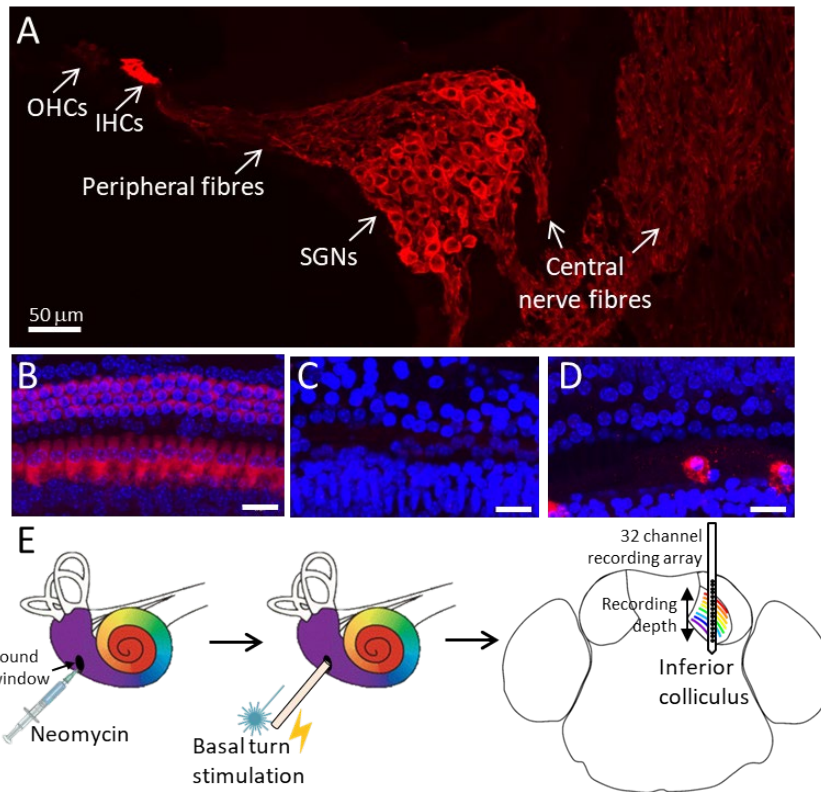 A
OHCs
IHCs
Peripheral fibres
SGNs
Central
nerve fibres
50 μm
B
C
D
E
ound
window
Neomycin
Basal turn
stimulation
32 channel
recording array
Recording
depth
Inferior
colliculus